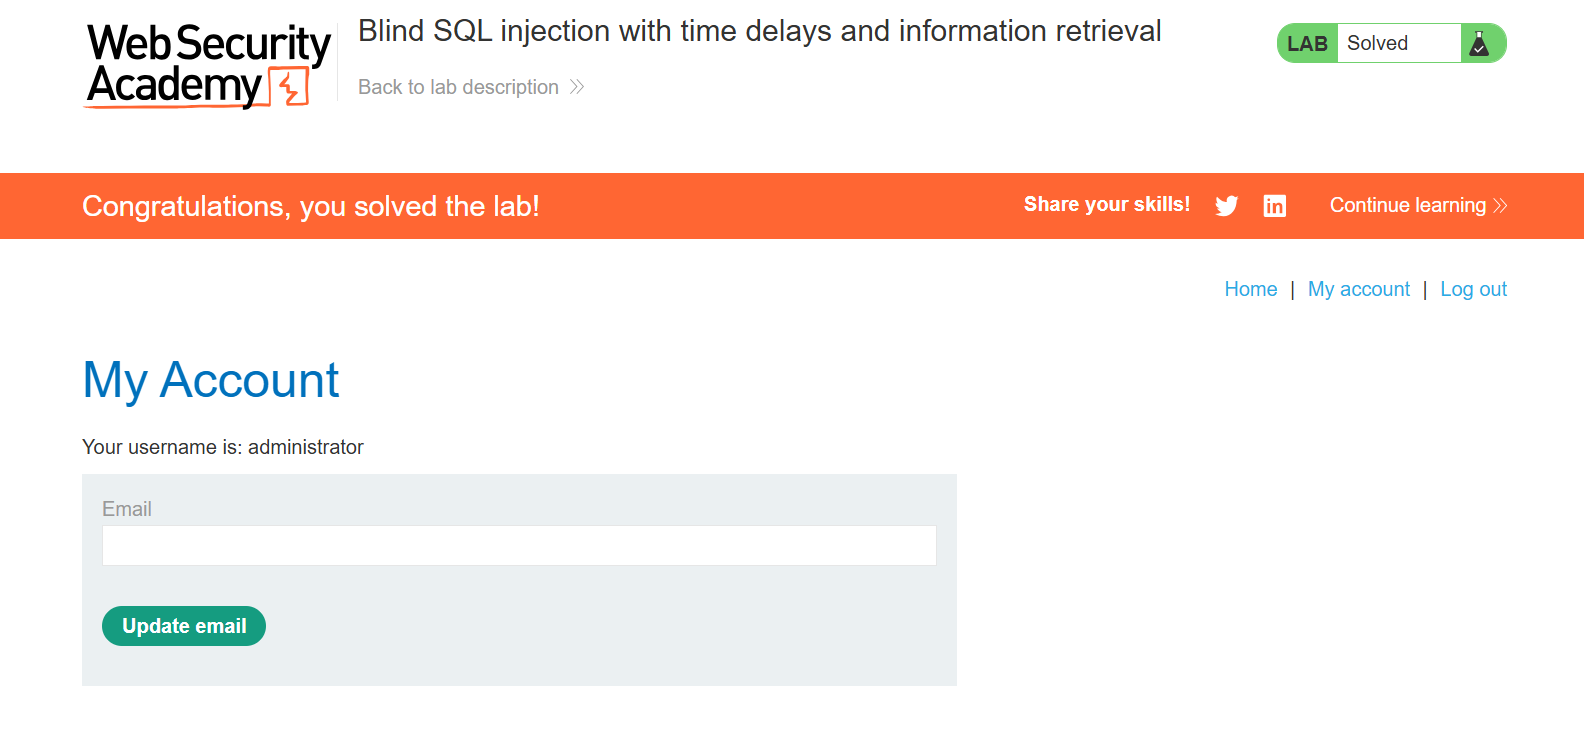 Web Security
Academy
Blind SQL injection with time delays and information retrieval
Back to lab description
LAB Solved
Congratulations, you solved the lab!
Share your skills!
Continue learning
Home | My account | Log out
My Account
Your username is: administrator
Email
Update email